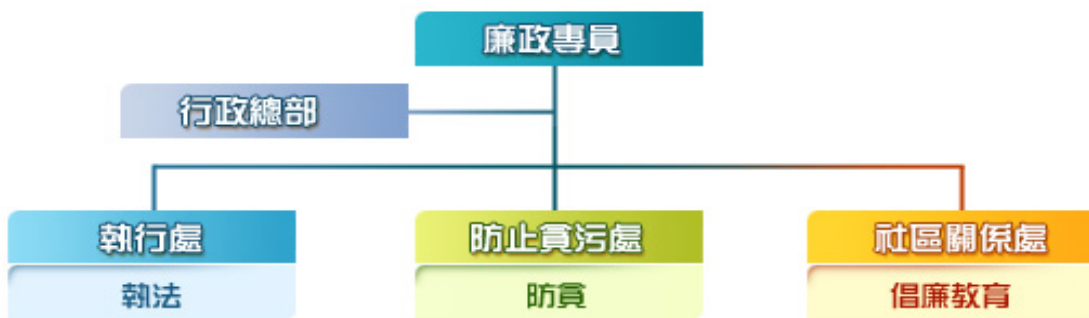 廉政專員
行政總部
執行處
防止貪污處
社區關係處
執法
防貪
倡廉教育